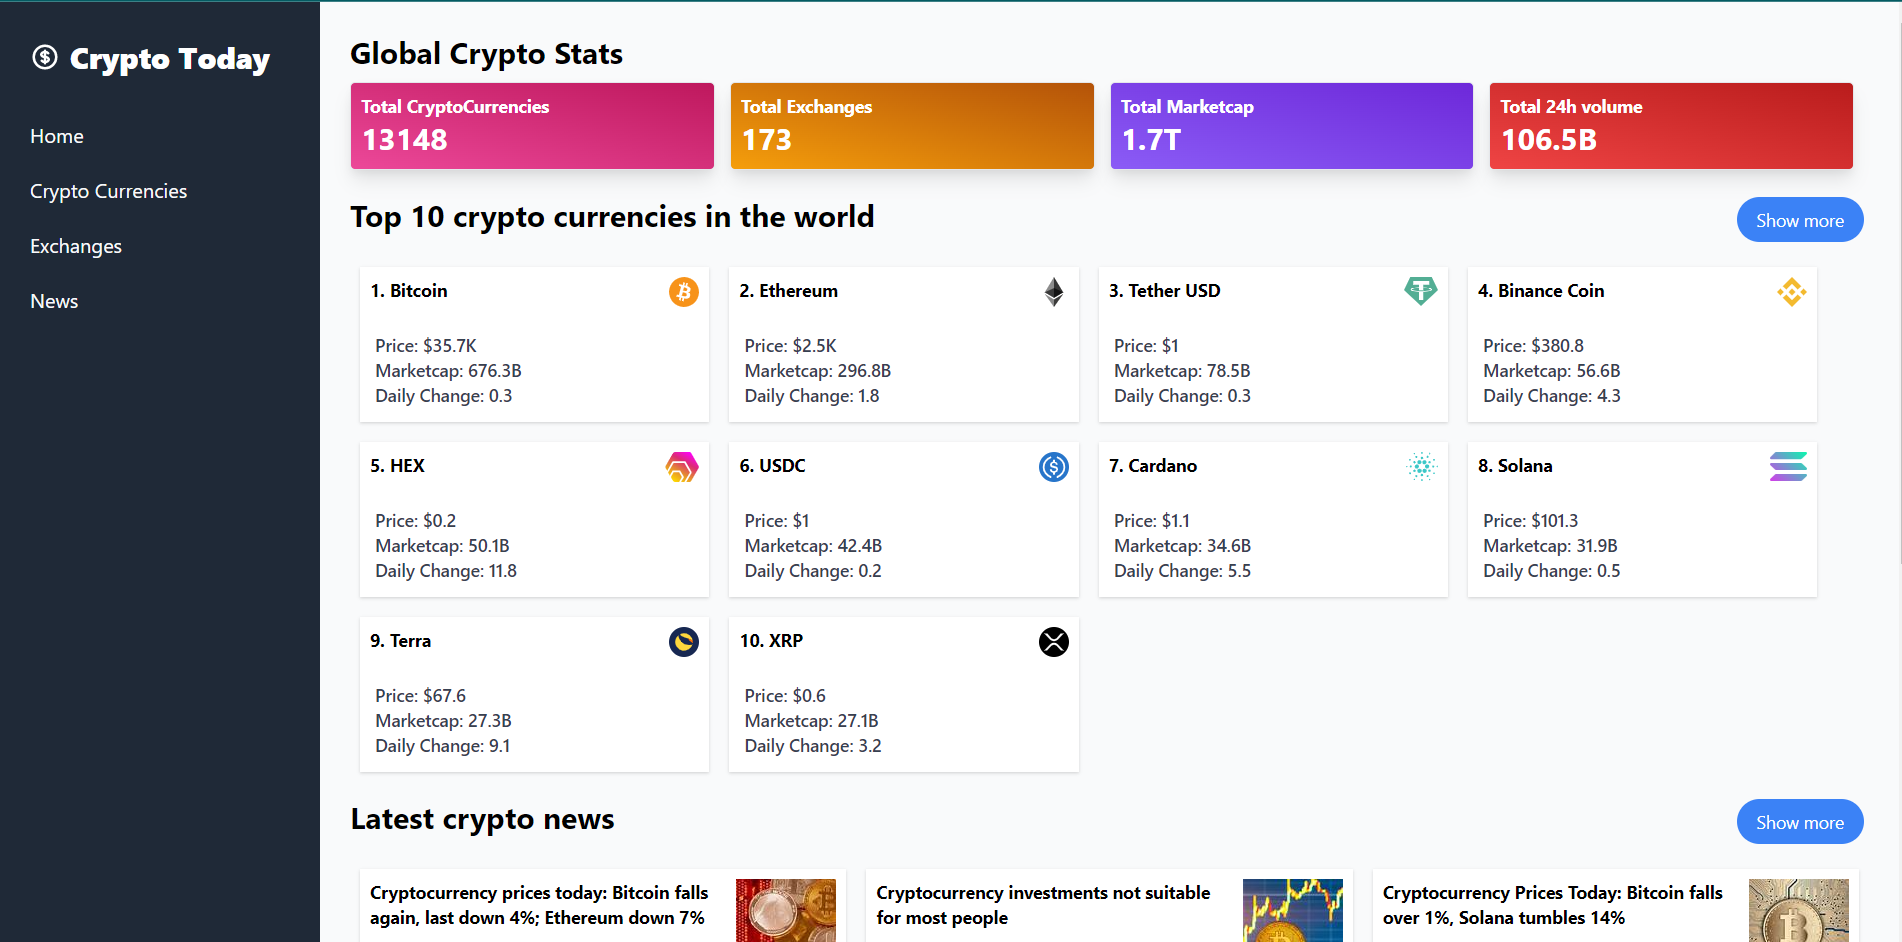 Crypto Today
Home
Crypto Currencies
Exchanges
News
Global Crypto Stats
Total CryptoCurrencies
13148
Total Exchanges
173
Total Marketcap
1.7T
Total 24h volume
106.5B
Top 10 crypto currencies in the world
Show more
1. Bitcoin
Price: $35.7K
Marketcap: 676.3B
Daily Change: 0.3
2. Ethereum
Price: $2.5K
Marketcap: 296.8B
Daily Change: 1.8
3. Tether USD
Price: $1
Marketcap: 78.5B
Daily Change: 0.3
4. Binance Coin
Price: $380.8
Marketcap: 56.6B
Daily Change: 4.3
5. HEX
Price: $0.2
Marketcap: 50.1B
Daily Change: 11.8
6. USDC
Price: $1
Marketcap: 42.4B
Daily Change: 0.2
7. Cardano
Price: $1.1
Marketcap: 34.6B
Daily Change: 5.5
8. Solana
Price: $101.3
Marketcap: 31.9B
Daily Change: 0.5
9. Terra
Price: $67.6
Marketcap: 27.3B
Daily Change: 9.1
10. XRP
Price: $0.6
Marketcap: 27.1B
Daily Change: 3.2
Latest crypto news
Show more
Cryptocurrency prices today: Bitcoin falls
again, last down 4%; Ethereum down 7%
Cryptocurrency investments not suitable
for most people
Cryptocurrency Prices Today: Bitcoin falls
over 1%, Solana tumbles 14%